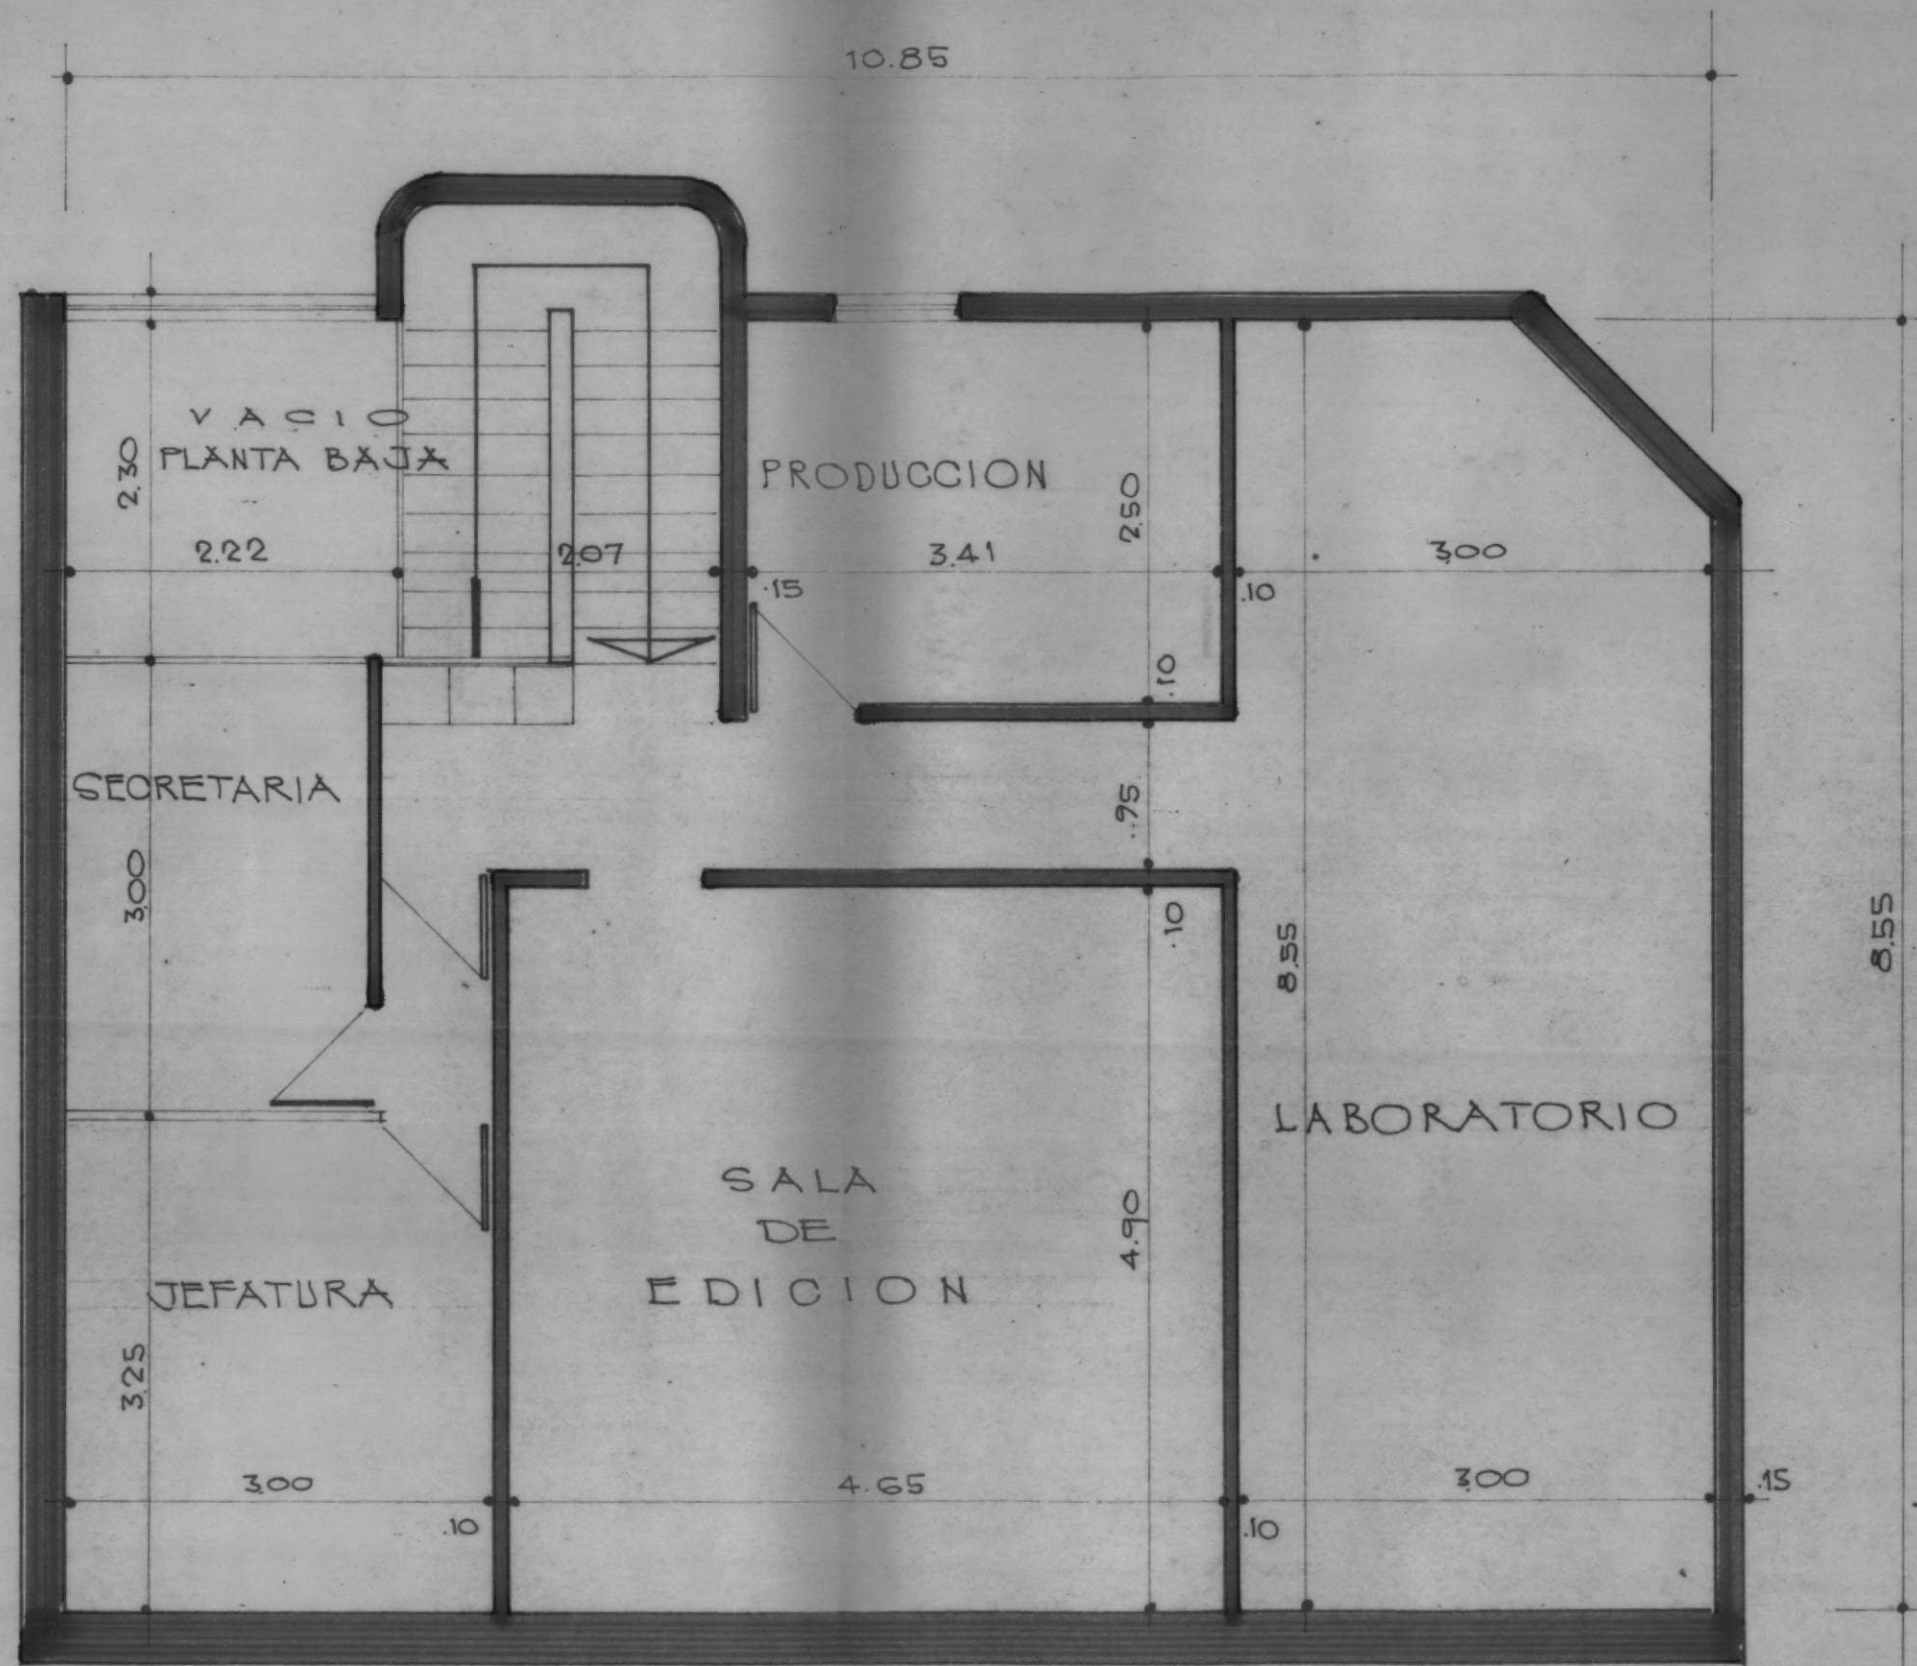 10.85
VACIO
PLANTA BAJA
2.30
2.22
2.07
.15
PRODUCCION
2.50
3.41
.10
3.00
.10
SECRETARIA
3.00
.95
.10
8.55
8.55
LABORATORIO
SALA
DE
EDICION
4.90
JEFATURA
3.25
3.00
.10
4.65
.10
3.00
.15